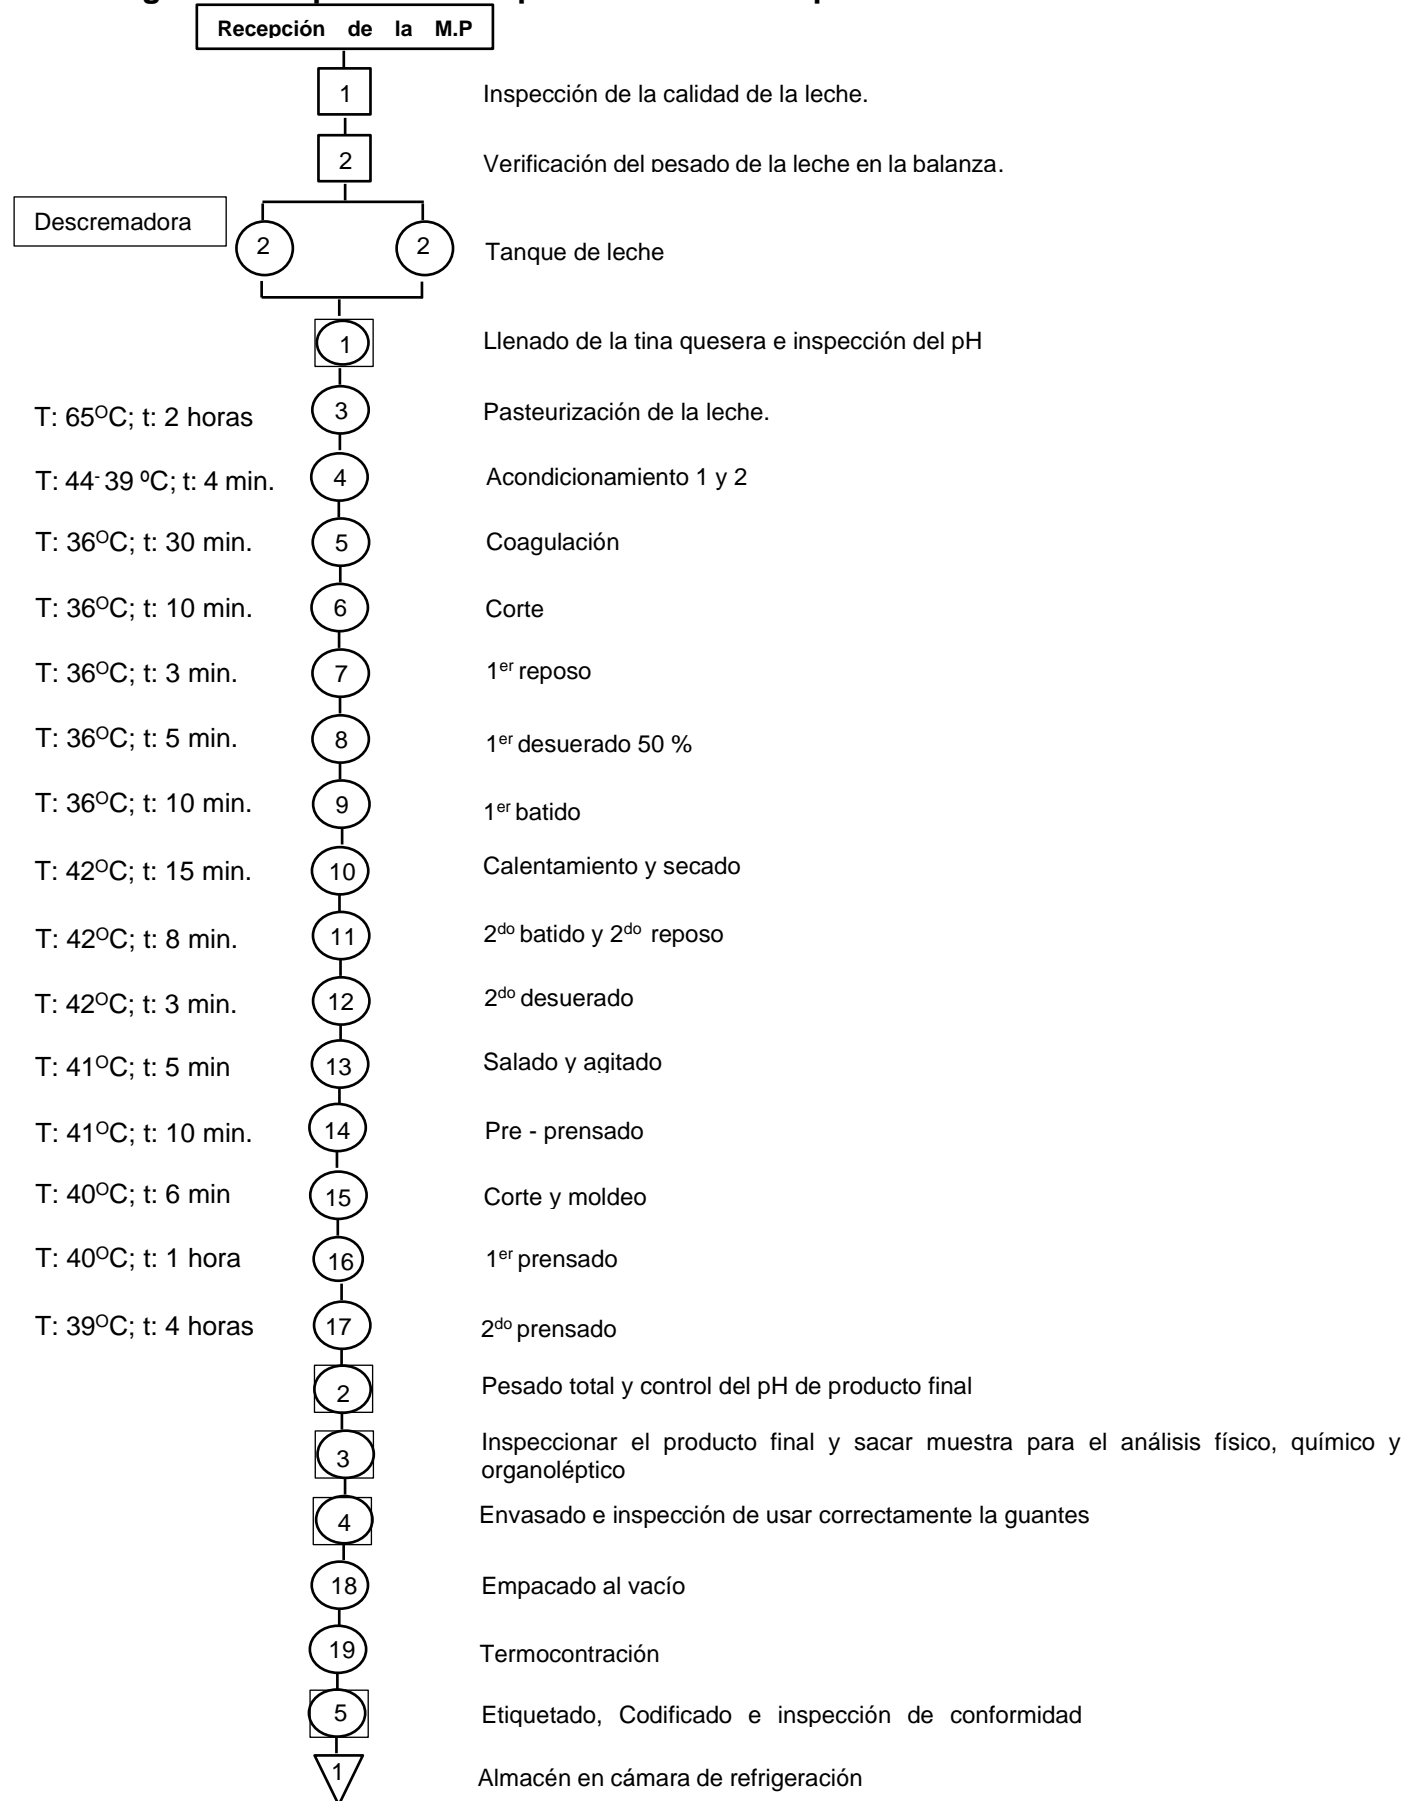 Recepción de la M.P
1 Inspección de la calidad de la leche.
2 Verificación del pesado de la leche en la balanza.
Descremadora 2 2 Tanque de leche
1 Llenado de la tina quesera e inspección del pH
T: 65ºC; t: 2 horas 3 Pasteurización de la leche.
T: 44- 39 ºC; t: 4 min. 4 Acondicionamiento 1 y 2
T: 36ºC; t: 30 min. 5 Coagulación
T: 36ºC; t: 10 min. 6 Corte
T: 36ºC; t: 3 min. 7 1er reposo
T: 36ºC; t: 5 min. 8 1er desuerado 50 %
T: 36ºC; t: 10 min. 9 1er batido
T: 42ºC; t: 15 min. 10 Calentamiento y secado
T: 42ºC; t: 8 min. 11 2do batido y 2do reposo
T: 42ºC; t: 3 min. 12 2do desuerado
T: 41ºC; t: 5 min 13 Salado y agitado
T: 41ºC; t: 10 min. 14 Pre - prensado
T: 40ºC; t: 6 min 15 Corte y moldeo
T: 40ºC; t: 1 hora 16 1er prensado
T: 39ºC; t: 4 horas 17 2do prensado
2 Pesado total y control del pH de producto final
3 Inspeccionar el producto final y sacar muestra para el análisis físico, químico y
organoléptico
4 Envasado e inspección de usar correctamente la guantes
18 Empacado al vacío
19 Termocontración
5 Etiquetado, Codificado e inspección de conformidad
1 Almacén en cámara de refrigeración